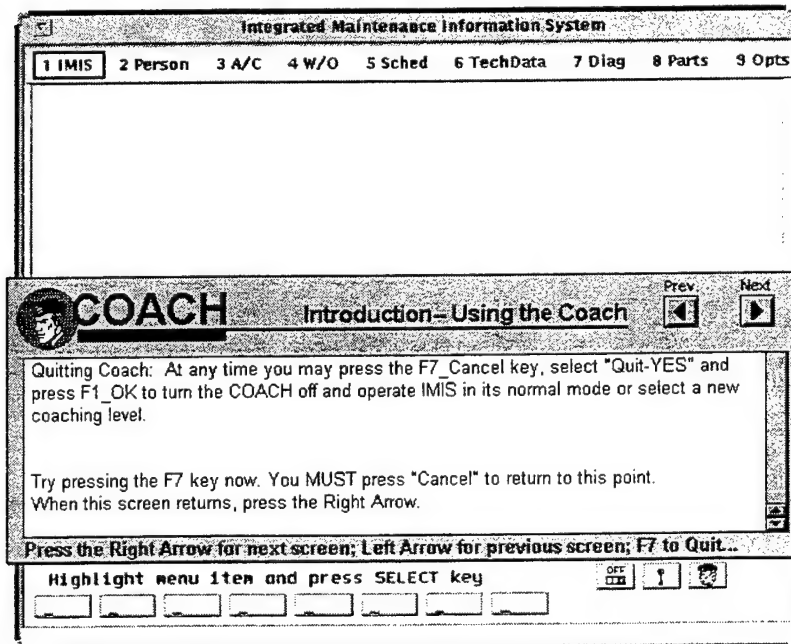 Integrated Maintenance Information System
1 IMIS 2 Person 3 A/C 4 W/O 5 Sched 6 TechData 7 Diag 8 Parts 9 Opts
COACH Introduction– Using the Coach Prev. Next
Quitting Coach: At any time you may press the F7_Cancel key, select "Quit-YES" and
press F1_OK to turn the COACH off and operate IMIS in its normal mode or select a new
coaching level.
Try pressing the F7 key now. You MUST press "Cancel" to return to this point.
When this screen returns, press the Right Arrow.
Press the Right Arrow for next screen; Left Arrow for previous screen; F7 to Quit...
Highlight menu item and press SELECT key OFF